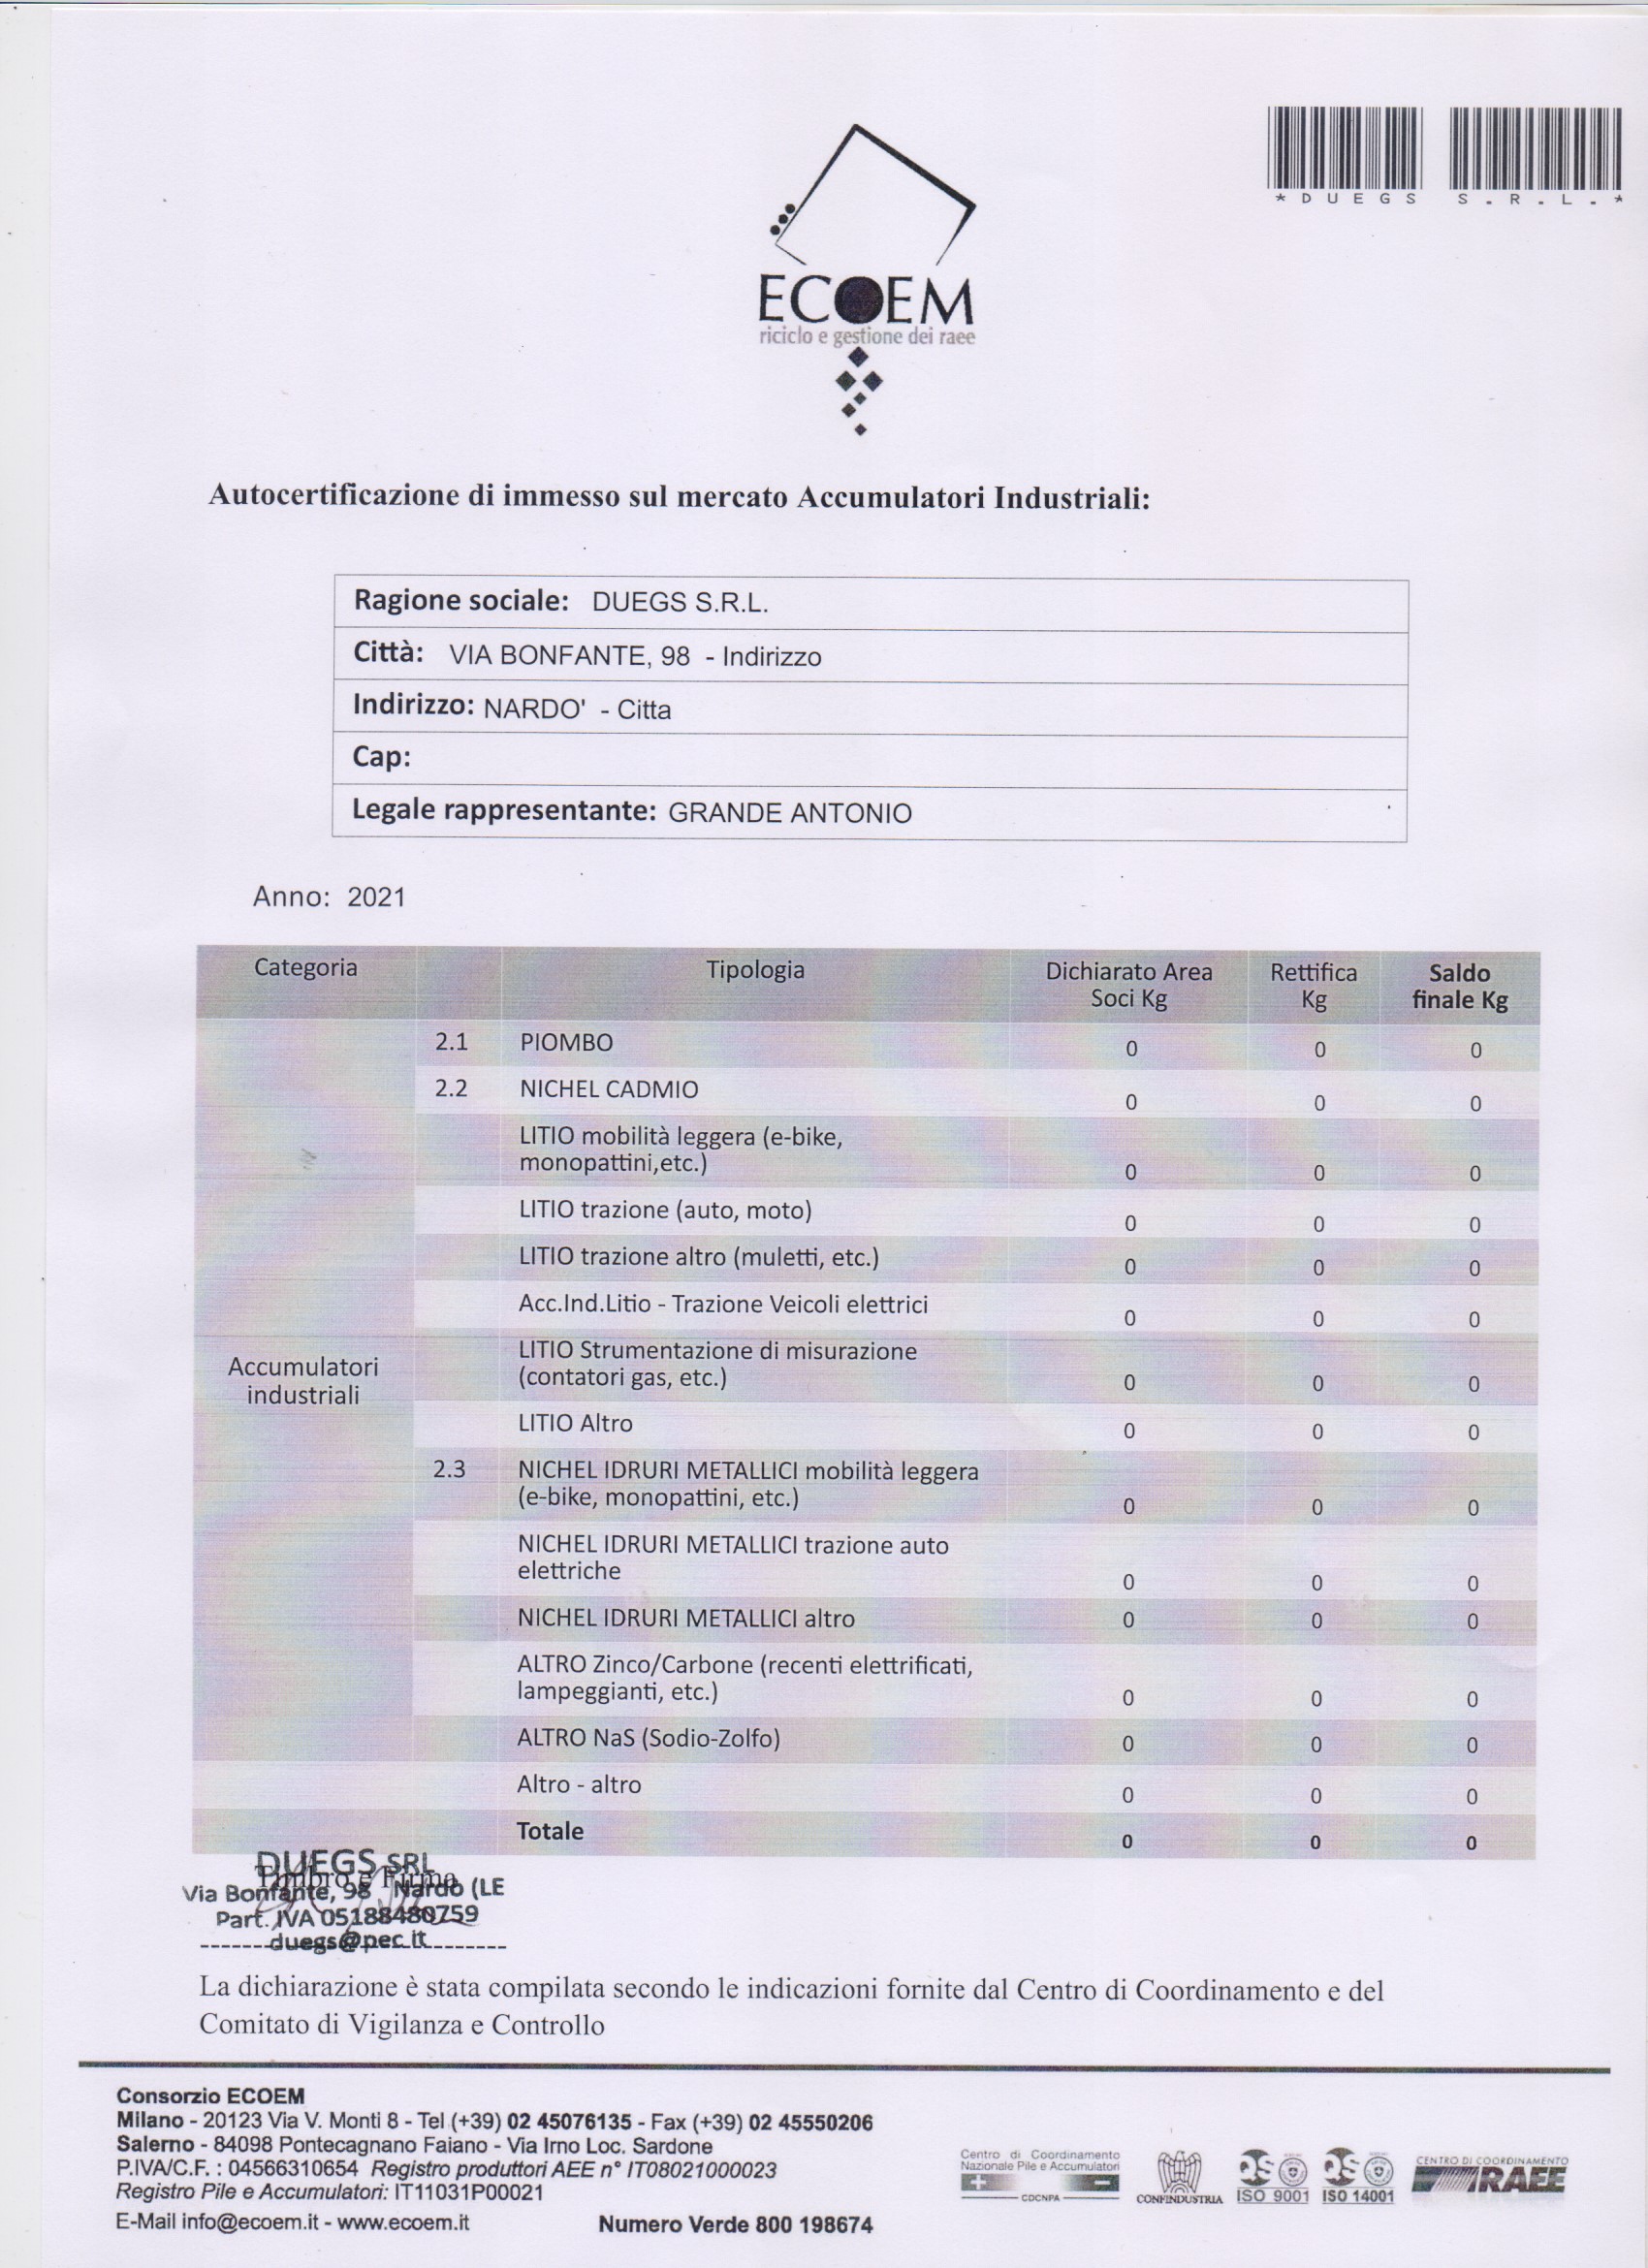 *DUEGS S.R.L.*
ECOEM
riciclo e gestione dei raee
Autocertificazione di immesso sul mercato Accumulatori Industriali:
Ragione sociale: DUEGS S.R.L.
Città: VIA BONFANTE, 98 - Indirizzo
Indirizzo: NARDO' - Citta
Cap:
Legale rappresentante: GRANDE ANTONIO
Anno: 2021
Categoria Tipologia Dichiarato Area Rettifica Saldo
Soci Kg Kg finale Kg
2.1 PIOMBO 0 0 0
2.2 NICHEL CADMIO 0 0 0
LITIO mobilità leggera (e-bike,
monopattini,etc.) 0 0 0
LITIO trazione (auto, moto) 0 0 0
LITIO trazione altro (muletti, etc.) 0 0 0
Acc.Ind.Litio - Trazione Veicoli elettrici 0 0 0
Accumulatori
industriali
LITIO Strumentazione di misurazione
(contatori gas, etc.) 0 0 0
LITIO Altro 0 0 0
2.3 NICHEL IDRURI METALLICI mobilità leggera
(e-bike, monopattini, etc.) 0 0 0
NICHEL IDRURI METALLICI trazione auto
elettriche 0 0 0
NICHEL IDRURI METALLICI altro 0 0 0
ALTRO Zinco/Carbone (recenti elettrificati,
lampeggianti, etc.) 0 0 0
ALTRO NaS (Sodio-Zolfo) 0 0 0
Altro - altro 0 0 0
Totale 0 0 0
DUEGS SRL
Timbro e Firma
Via Bonfante, 98 Nardo (LE
Part. IVA 05188480759
duegs@pec.it
La dichiarazione è stata compilata secondo le indicazioni fornite dal Centro di Coordinamento e del
Comitato di Vigilanza e Controllo
Consorzio ECOEM
Milano - 20123 Via V. Monti 8 - Tel (+39) 02 45076135 - Fax (+39) 02 45550206
Salerno - 84098 Pontecagnano Faiano - Via Irno Loc. Sardone
P.IVA/C.F. : 04566310654 Registro produttori AEE n° IT08021000023
Registro Pile e Accumulatori: IT11031P00021
E-Mail info@ecoem.it - www.ecoem.it Numero Verde 800 198674
Centro di Coordinamento
Nazionale Pile e Accumulatori
CDCNPA
CONFINDUSTRIA
QS
ISO 9001
QS
ISO 14001
CENTRO DI COORDINAMENTO
RAEE